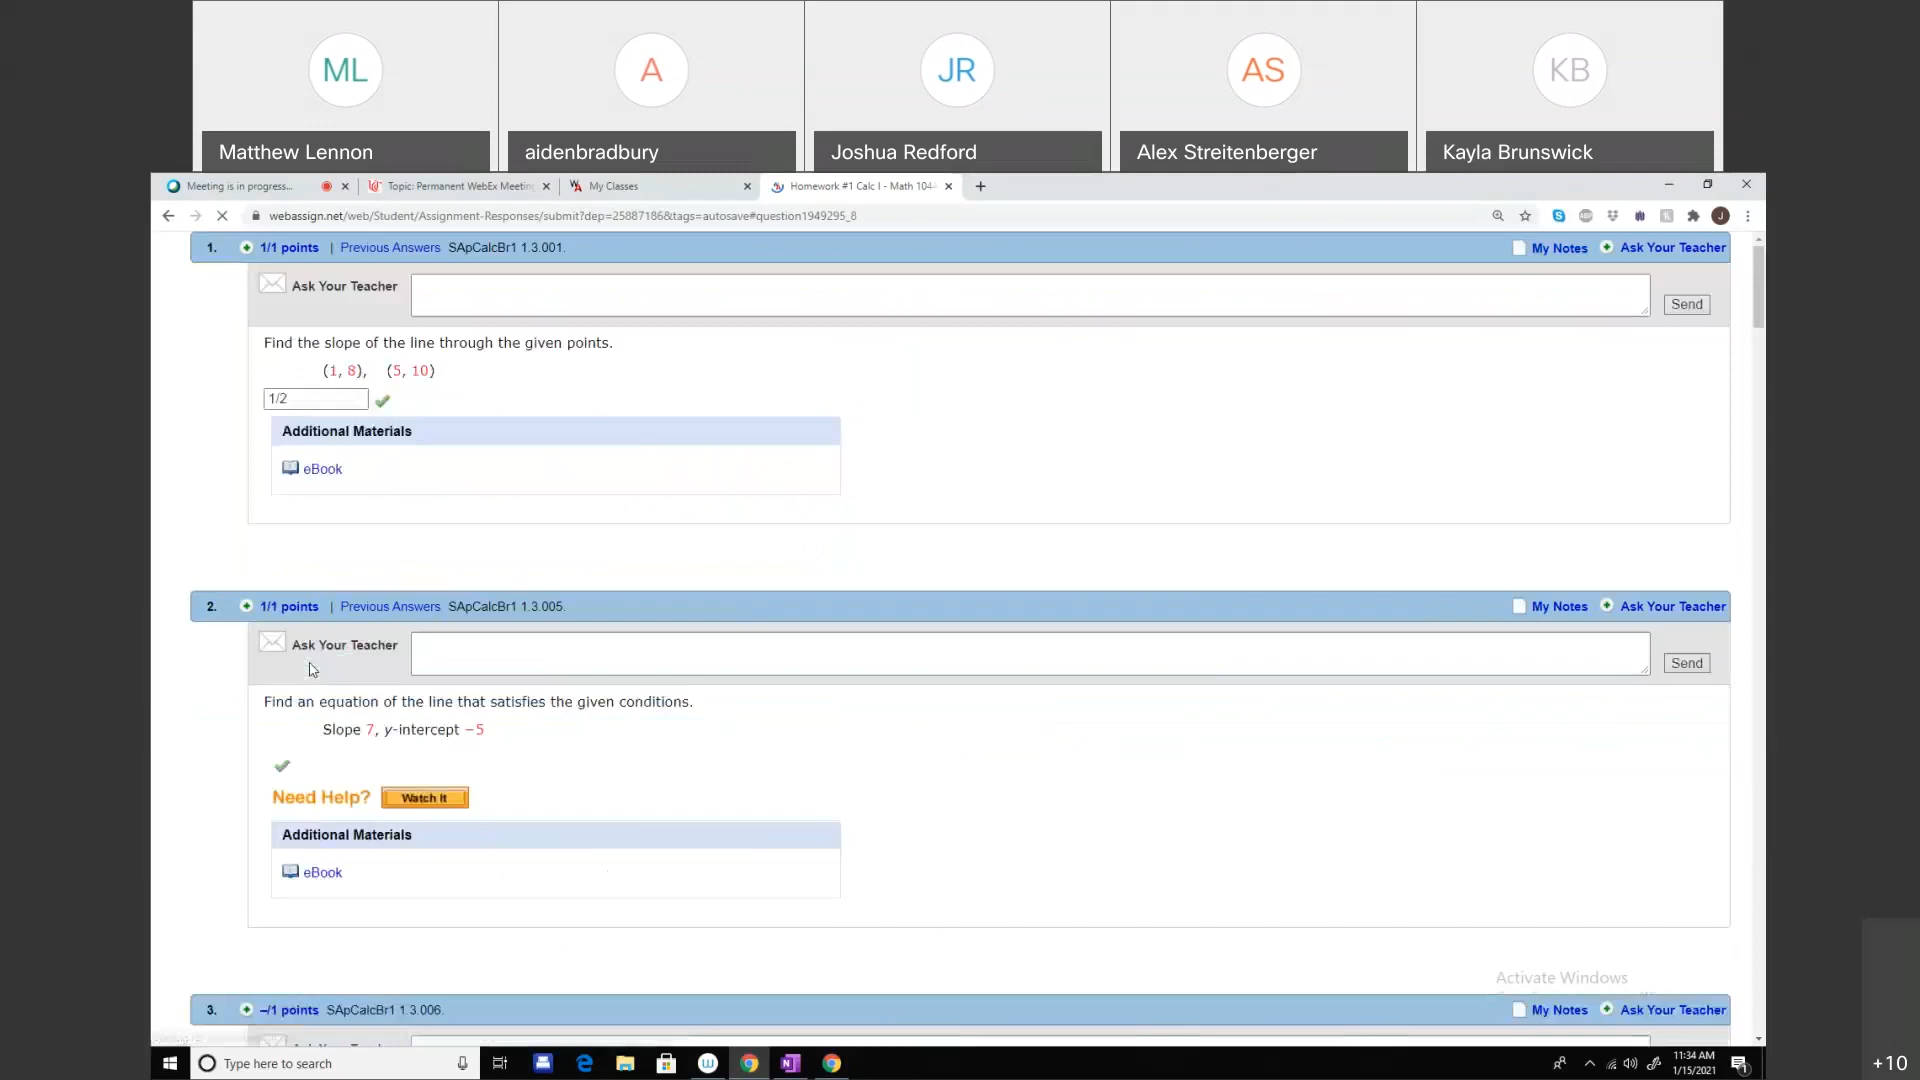 ML
A
JR
AS
KB
Matthew Lennon
aidenbradbury
Joshua Redford
Alex Streitenberger
Kayla Brunswick
Meeting is in progress...
Topic: Permanent WebEx Meeting
My Classes
Homework #1 Calc I - Math 104
webassign.net/web/Student/Assignment-Responses/submit?dep=25887186&tags=autosave#question1949295_8
J
1. 1/1 points | Previous Answers SApCalcBr1 1.3.001. My Notes Ask Your Teacher
Ask Your Teacher
Send
Find the slope of the line through the given points.
(1, 8), (5, 10)
1/2
Additional Materials
eBook
2. 1/1 points | Previous Answers SApCalcBr1 1.3.005. My Notes Ask Your Teacher
Ask Your Teacher
Send
Find an equation of the line that satisfies the given conditions.
Slope 7, y-intercept −5
Need Help? Watch It
Additional Materials
eBook
Activate Windows
3. –/1 points SApCalcBr1 1.3.006. My Notes Ask Your Teacher
Type here to search
11:34 AM
1/15/2021
+10